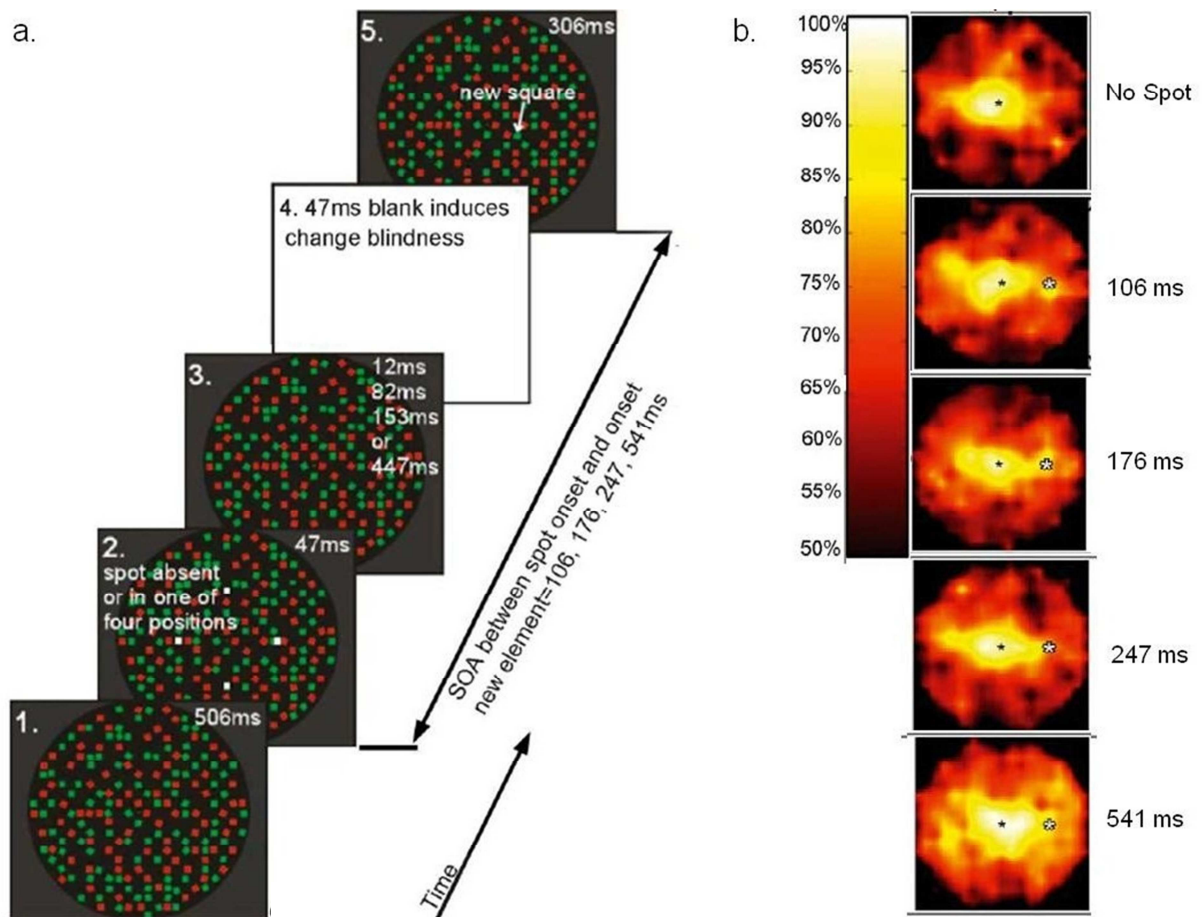 a.
5.
306ms
new square
4. 47ms blank induces
change blindness
3.
12ms
82ms
153ms
or
447ms
2.
47ms
spot absent
or in one of
four positions
1.
506ms
SOA between spot onset and onset
new element=106, 176, 247, 541ms
Time
b.
100%
95%
90%
85%
80%
75%
70%
65%
60%
55%
50%
No Spot
106 ms
176 ms
247 ms
541 ms